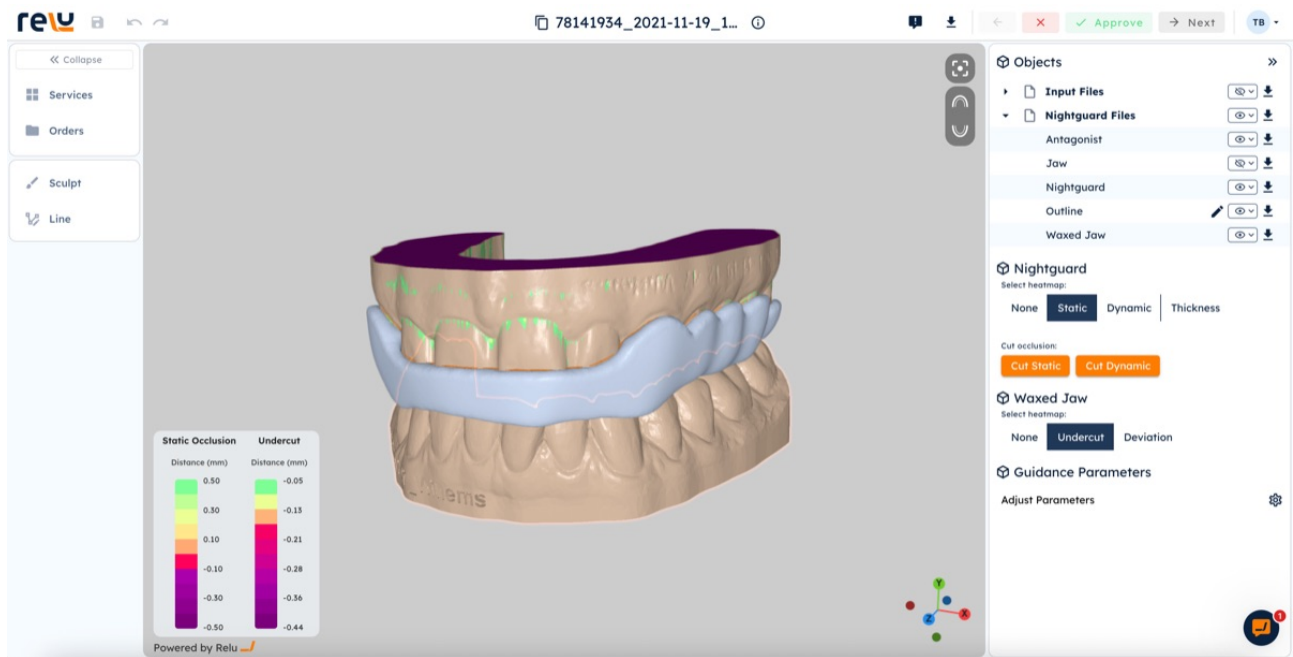 relu
78141934_2021-11-19_1...
Approve
Next
TB
Collapse
Services
Orders
Sculpt
Line
Objects
Input Files
Nightguard Files
Antagonist
Jaw
Nightguard
Outline
Waxed Jaw
Nightguard
Select heatmap:
None Static Dynamic Thickness
Cut occlusion:
Cut Static Cut Dynamic
Waxed Jaw
Select heatmap:
None Undercut Deviation
Guidance Parameters
Adjust Parameters
Static Occlusion Undercut
Distance (mm) Distance (mm)
0.50 -0.05
0.30 -0.13
0.10 -0.21
-0.10 -0.28
-0.30 -0.36
-0.50 -0.44
Powered by Relu
Y
X
Z
1